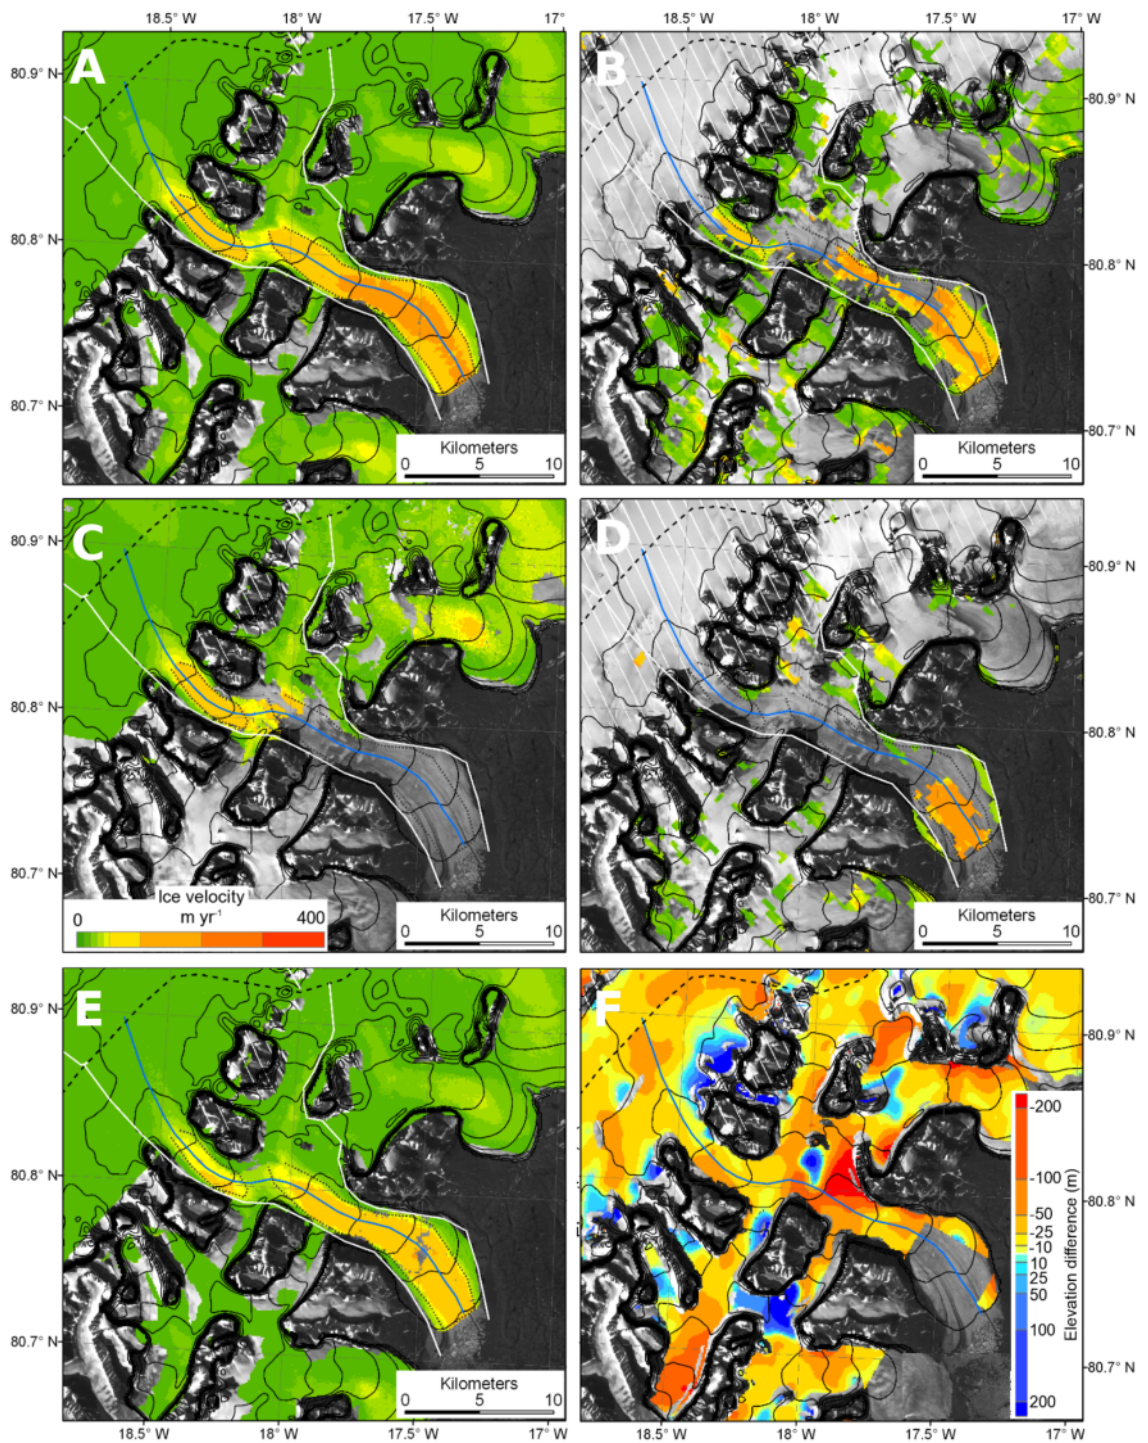 18.5° W 18° W 17.5° W 17° 18.5° W 18° W 17.5° W 17° W
A B
80.9° N 80.9° N
80.8° N 80.8° N
80.7° N 80.7° N
Kilometers Kilometers
0 5 10 0 5 10
C D
80.9° N 80.9° N
80.8° N 80.8° N
80.7° N 80.7° N
Ice velocity
0 m yr⁻¹ 400
Kilometers Kilometers
0 5 10 0 5 10
E F
80.9° N 80.9° N
80.8° N 80.8° N
80.7° N 80.7° N
-200
-100
-50
-25
-10
10
25
50
100
200
Elevation difference (m)
Kilometers
0 5 10
18.5° W 18° W 17.5° W 17° N 18.5° W 18° W 17.5° W 17° W